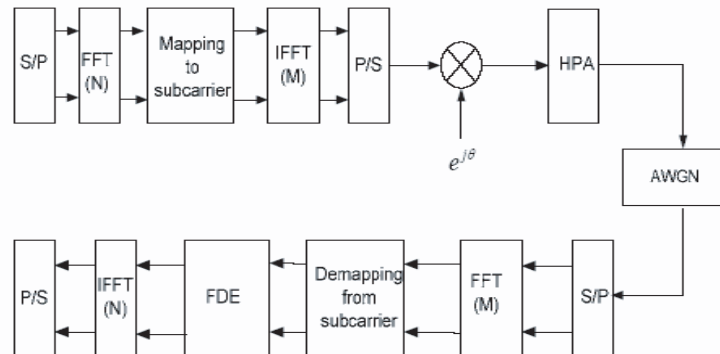 S/P
FFT
(N)
Mapping
to
subcarrier
IFFT
(M)
P/S
e^{jθ}
HPA
AWGN
P/S
IFFT
(N)
FDE
Demapping
from
subcarrier
FFT
(M)
S/P